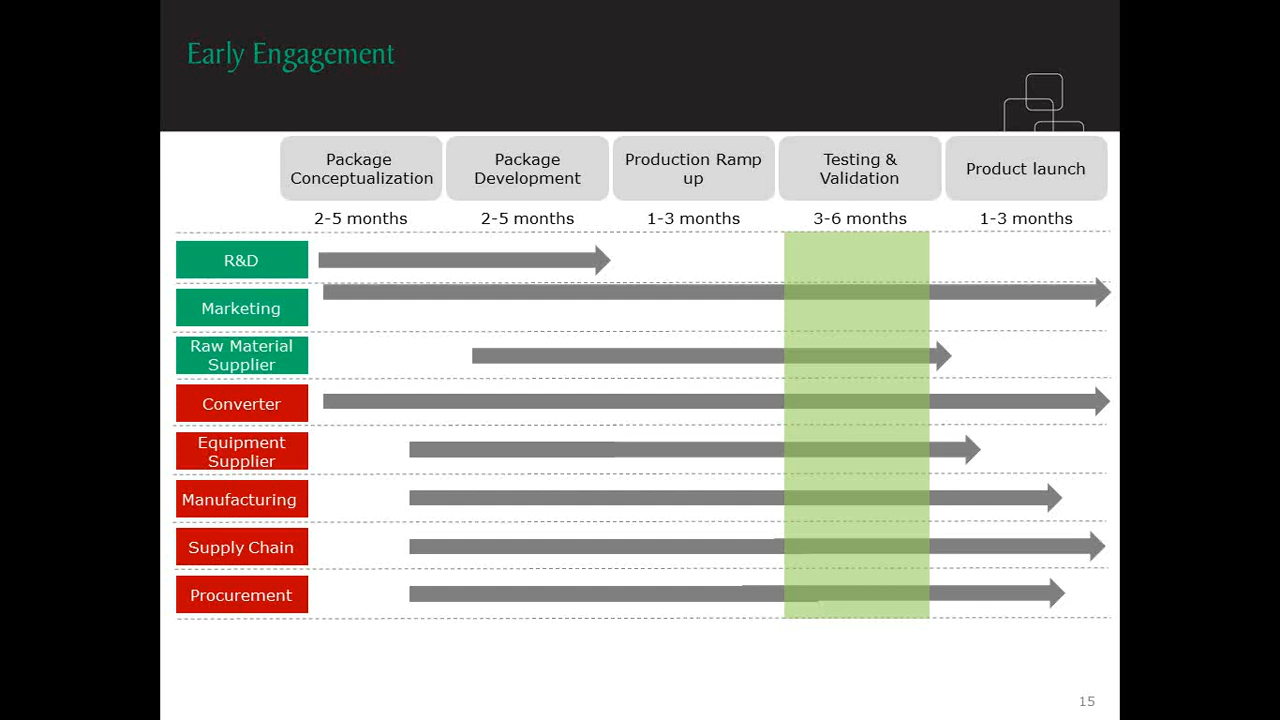 Early Engagement
Package
Conceptualization
Package
Development
Production Ramp
up
Testing &
Validation
Product launch
2-5 months
2-5 months
1-3 months
3-6 months
1-3 months
R&D
Marketing
Raw Material
Supplier
Converter
Equipment
Supplier
Manufacturing
Supply Chain
Procurement
15